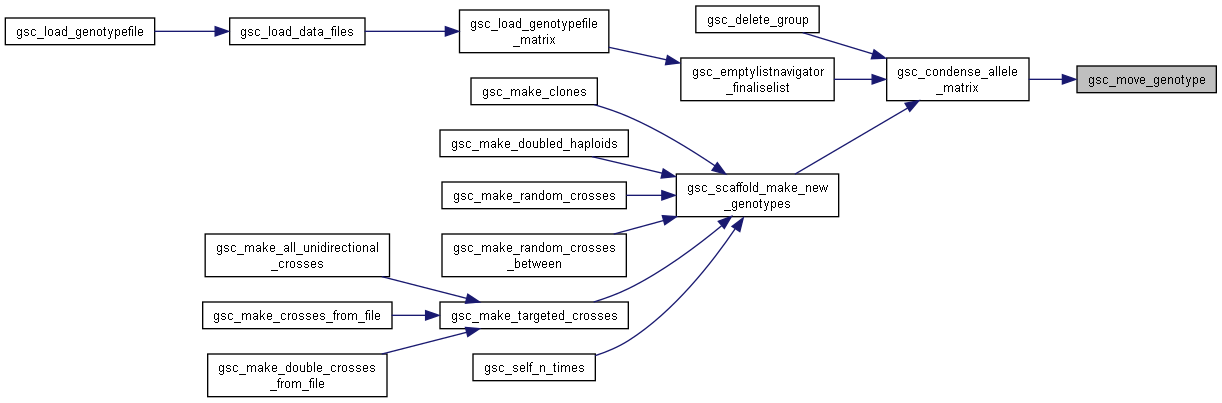 gsc_load_genotypefile
gsc_load_data_files
gsc_load_genotypefile
_matrix
gsc_delete_group
gsc_emptylistnavigator
_finaliselist
gsc_condense_allele
_matrix
gsc_move_genotype
gsc_make_clones
gsc_make_doubled_haploids
gsc_make_random_crosses
gsc_scaffold_make_new
_genotypes
gsc_make_random_crosses
_between
gsc_make_all_unidirectional
_crosses
gsc_make_crosses_from_file
gsc_make_targeted_crosses
gsc_make_double_crosses
_from_file
gsc_self_n_times